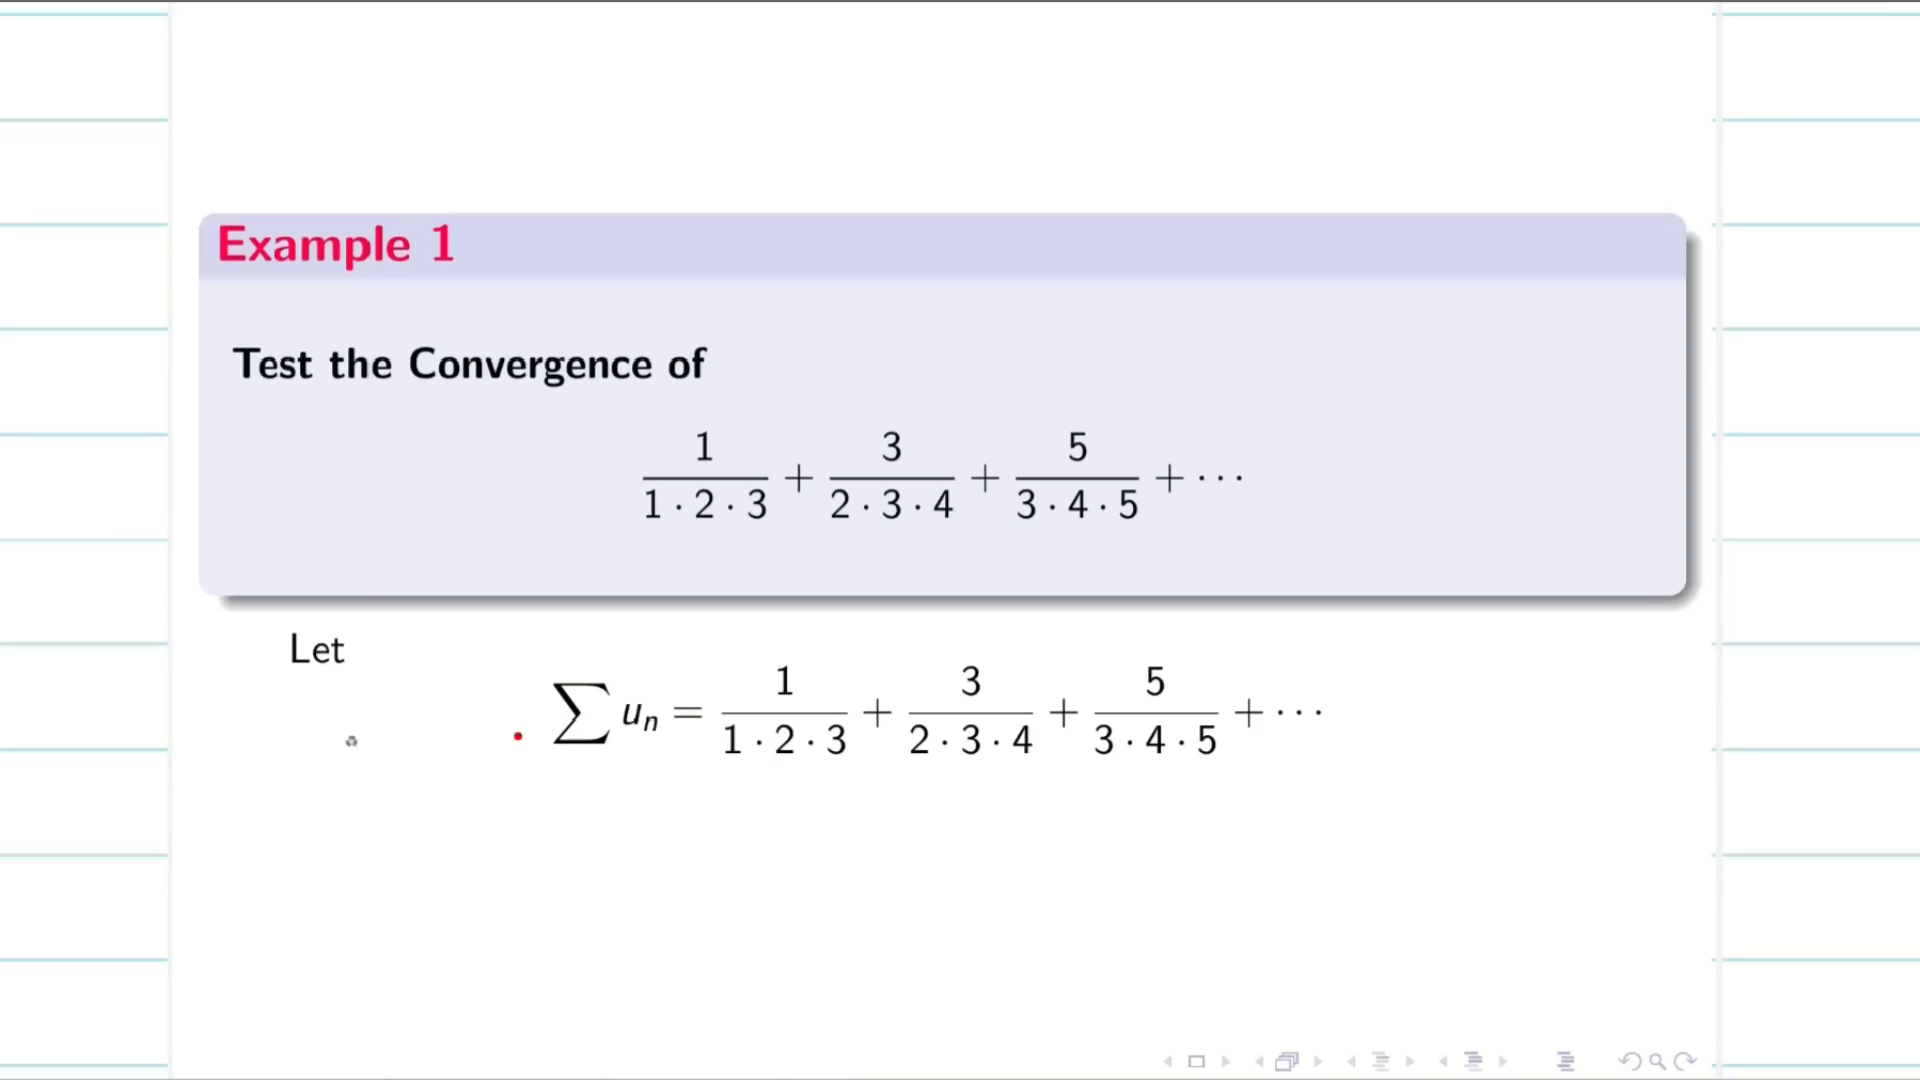 Example 1
Test the Convergence of
1/(1 · 2 · 3) + 3/(2 · 3 · 4) + 5/(3 · 4 · 5) + · · ·
Let
∑ uₙ = 1/(1 · 2 · 3) + 3/(2 · 3 · 4) + 5/(3 · 4 · 5) + · · ·